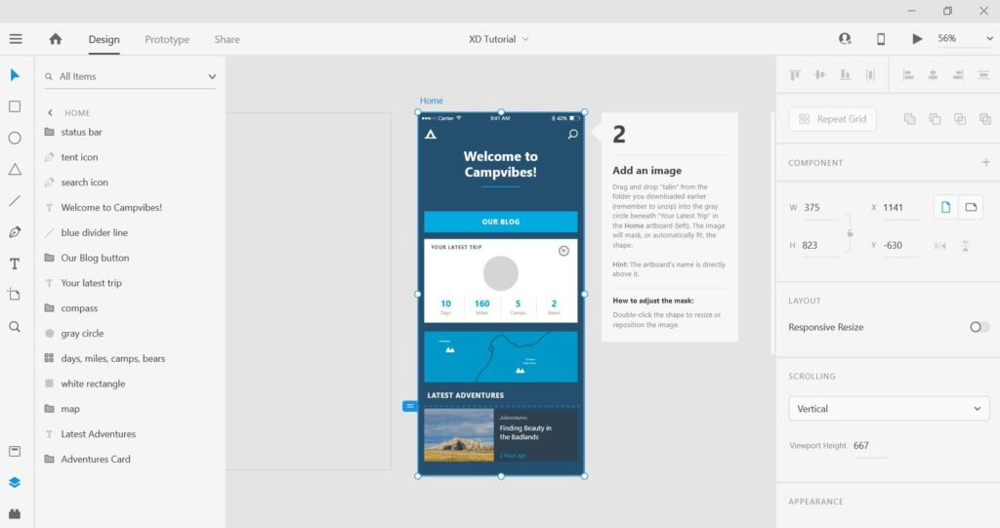 Design Prototype Share
XD Tutorial
56%
All Items
HOME
status bar
tent icon
search icon
T Welcome to Campvibes!
blue divider line
Our Blog button
T Your latest trip
compass
gray circle
days, miles, camps, bears
white rectangle
map
T Latest Adventures
Adventures Card
Home
Carrier 9:41 AM 42%
Welcome to
Campvibes!
OUR BLOG
YOUR LATEST TRIP
10 160 5 2
Days Miles Camps Bears
LATEST ADVENTURES
Adventures
Finding Beauty in
the Badlands
2 hours ago
2
Add an image
Drag and drop "talin" from the
folder you downloaded earlier
(remember to unzip) into the gray
circle beneath "Your Latest Trip" in
the Home artboard (left). The image
will mask, or automatically fit, the
shape.
Hint: The artboard's name is directly
above it.
How to adjust the mask:
Double-click the shape to resize or
reposition the image.
Repeat Grid
COMPONENT
W 375 X 1141
H 823 Y -630
LAYOUT
Responsive Resize
SCROLLING
Vertical
Viewport Height 667
APPEARANCE